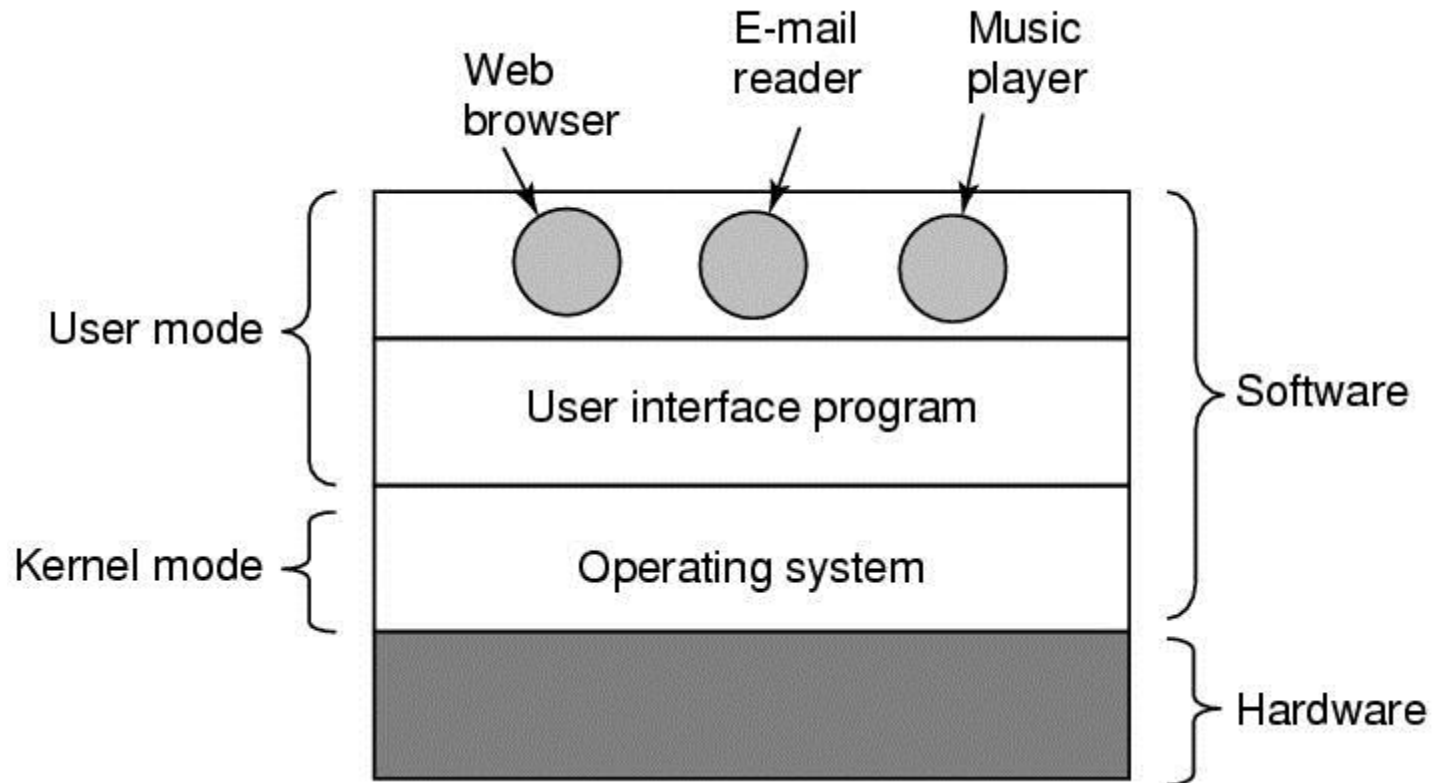 E-mail
reader
Music
player
Web
browser
User mode
User interface program
Software
Kernel mode
Operating system
Hardware